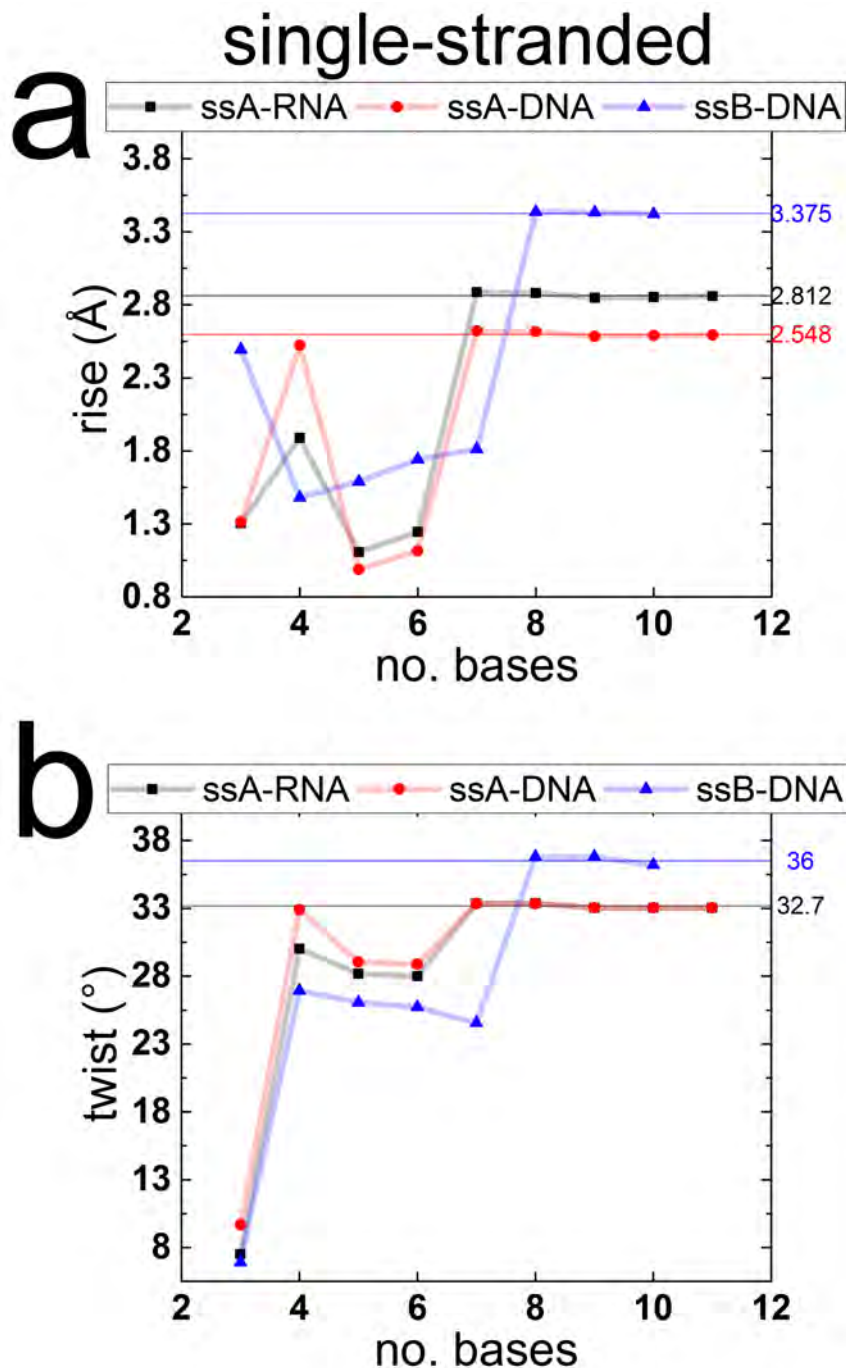 single-stranded
a
ssA-RNA ssA-DNA ssB-DNA
3.8
3.3
2.8
2.3
1.8
1.3
0.8
rise (Å)
3.375
2.812
2.548
2 4 6 8 10 12
no. bases
b
ssA-RNA ssA-DNA ssB-DNA
38
33
28
23
18
13
8
twist (°)
36
32.7
2 4 6 8 10 12
no. bases